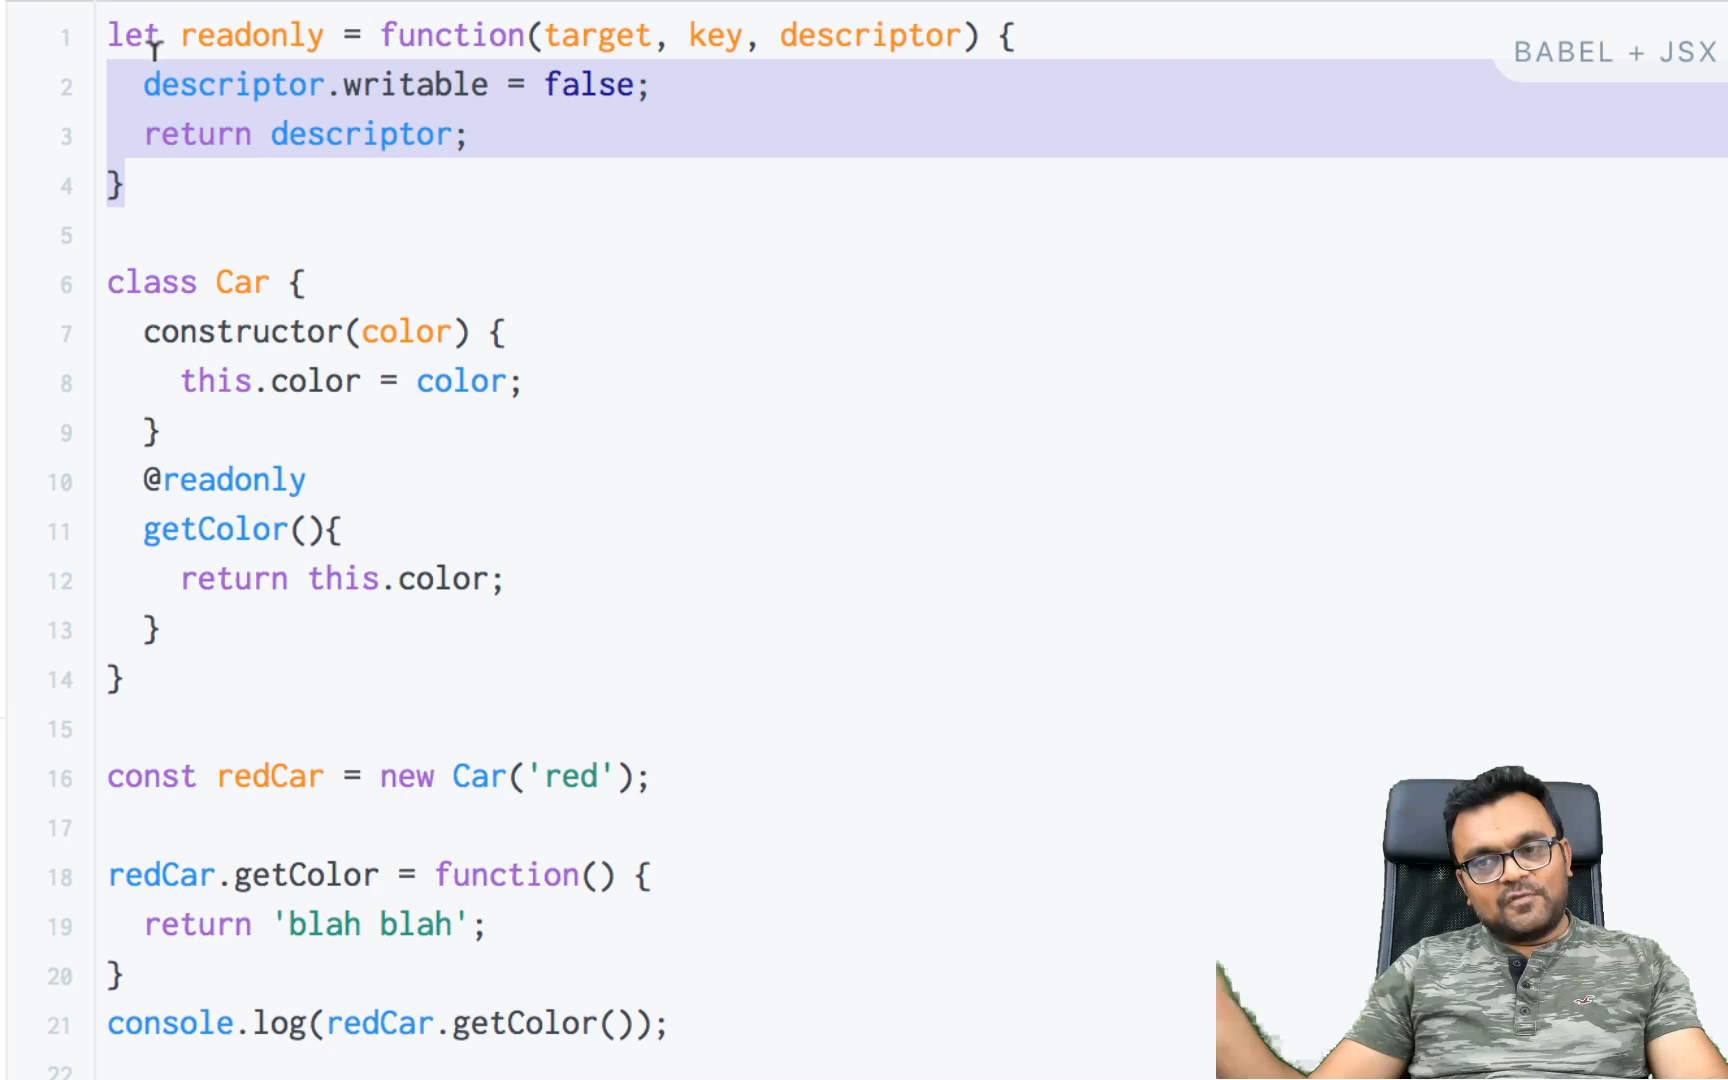 1 let readonly = function(target, key, descriptor) {
BABEL + JSX
2 descriptor.writable = false;
3 return descriptor;
4 }
5
6 class Car {
7 constructor(color) {
8 this.color = color;
9 }
10 @readonly
11 getColor(){
12 return this.color;
13 }
14 }
15
16 const redCar = new Car('red');
17
18 redCar.getColor = function() {
19 return 'blah blah';
20 }
21 console.log(redCar.getColor());
22